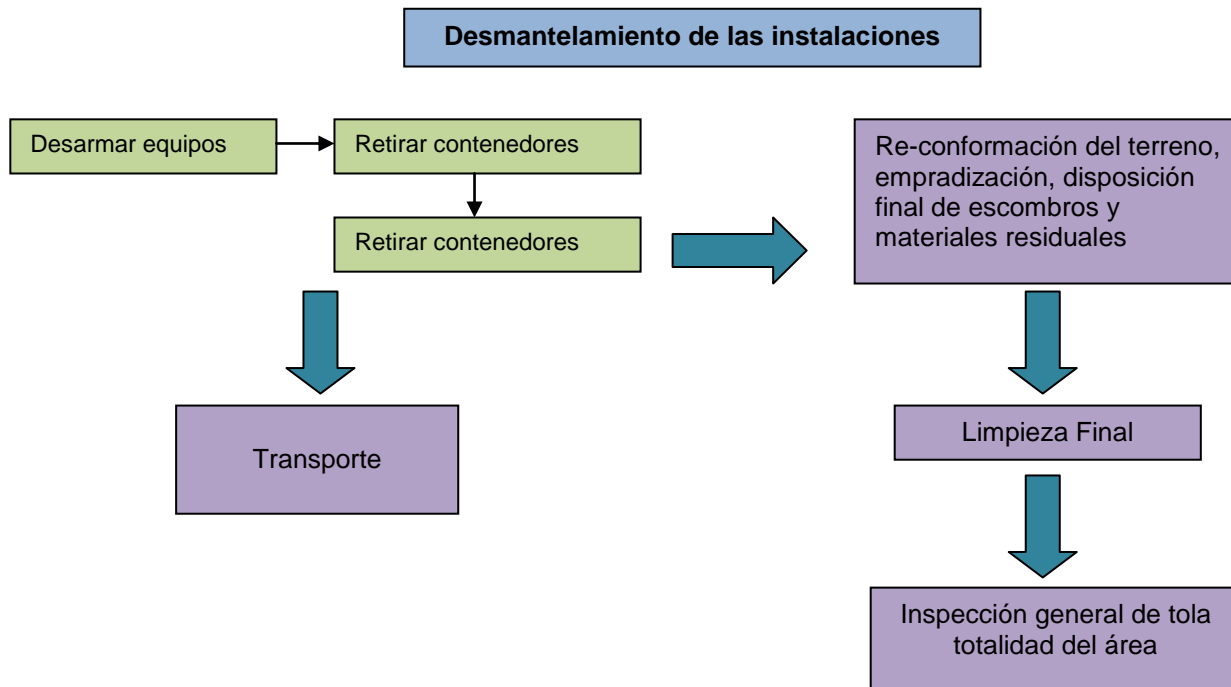 Desmantelamiento de las instalaciones
Desarmar equipos
Retirar contenedores
Retirar contenedores
Transporte
Re-conformación del terreno,
empradización, disposición
final de escombros y
materiales residuales
Limpieza Final
Inspección general de tola
totalidad del área